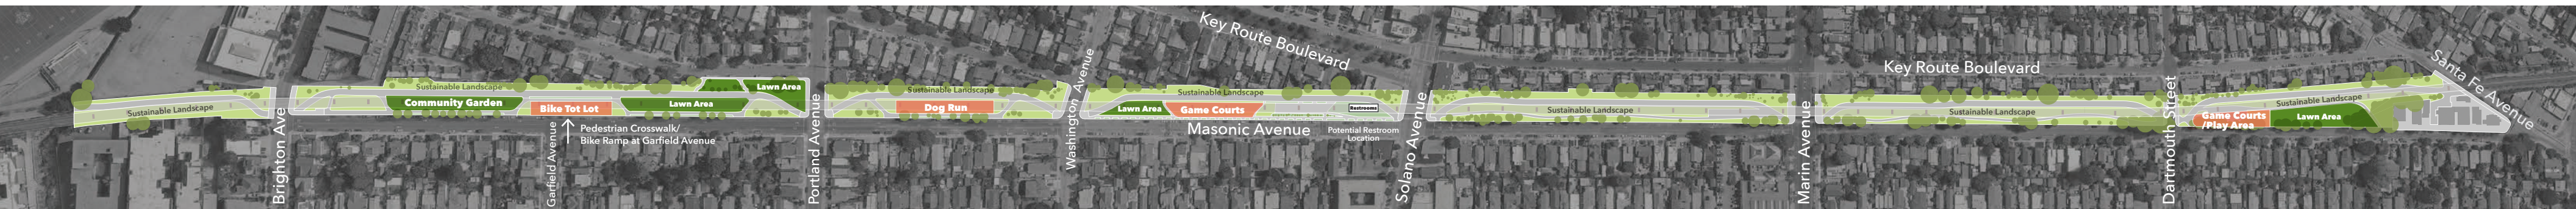 Sustainable Landscape
Brighton Ave
Sustainable Landscape
Community Garden
Bike Tot Lot
Lawn Area
Lawn Area
Garfield Avenue
Pedestrian Crosswalk/
Bike Ramp at Garfield Avenue
Portland Avenue
Sustainable Landscape
Dog Run
Washington Avenue
Key Route Boulevard
Sustainable Landscape
Lawn Area
Game Courts
Restrooms
Masonic Avenue
Potential Restroom
Location
Solano Avenue
Sustainable Landscape
Marin Avenue
Key Route Boulevard
Sustainable Landscape
Dartmouth Street
Sustainable Landscape
Game Courts
/Play Area
Lawn Area
Santa Fe Avenue